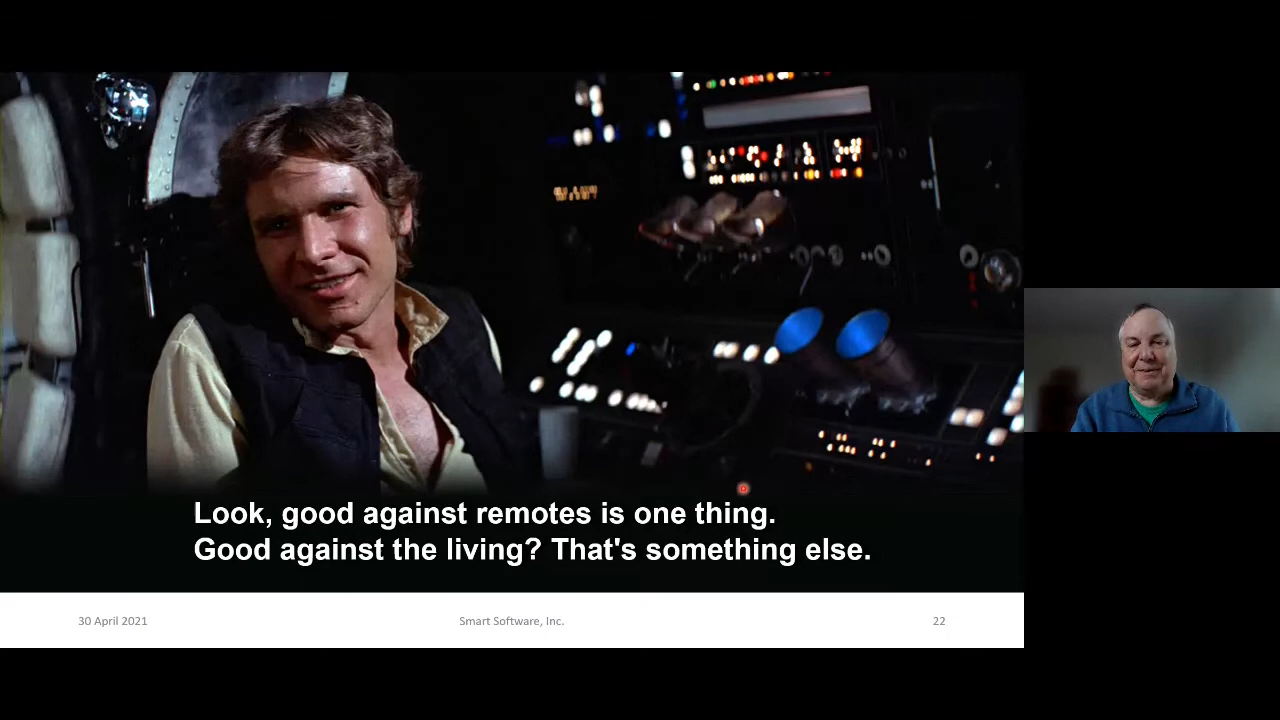 Look, good against remotes is one thing.
Good against the living? That's something else.
30 April 2021
Smart Software, Inc.
22